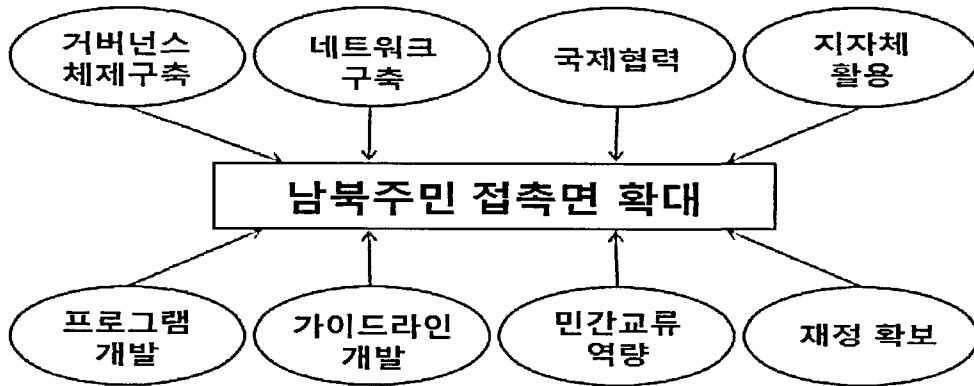 거버넌스
체제구축
네트워크
구축
국제협력
지자체
활용
남북주민 접촉면 확대
프로그램
개발
가이드라인
개발
민간교류
역량
재정 확보